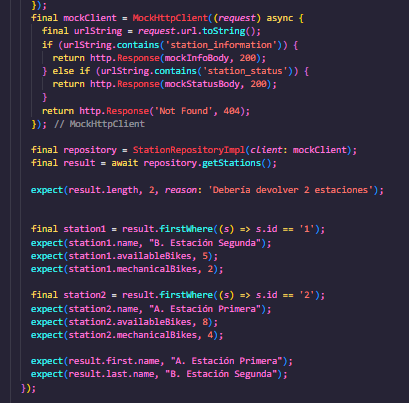 });
final mockClient = MockHttpClient((request) async {
final urlString = request.url.toString();
if (urlString.contains('station_information')) {
return http.Response(mockInfoBody, 200);
} else if (urlString.contains('station_status')) {
return http.Response(mockStatusBody, 200);
}
return http.Response('Not Found', 404);
}); // MockHttpClient
final repository = StationRepositoryImpl(client: mockClient);
final result = await repository.getStations();
expect(result.length, 2, reason: 'Debería devolver 2 estaciones');
final station1 = result.firstWhere((s) => s.id == '1');
expect(station1.name, "B. Estación Segunda");
expect(station1.availableBikes, 5);
expect(station1.mechanicalBikes, 2);
final station2 = result.firstWhere((s) => s.id == '2');
expect(station2.name, "A. Estación Primera");
expect(station2.availableBikes, 8);
expect(station2.mechanicalBikes, 4);
expect(result.first.name, "A. Estación Primera");
expect(result.last.name, "B. Estación Segunda");
});